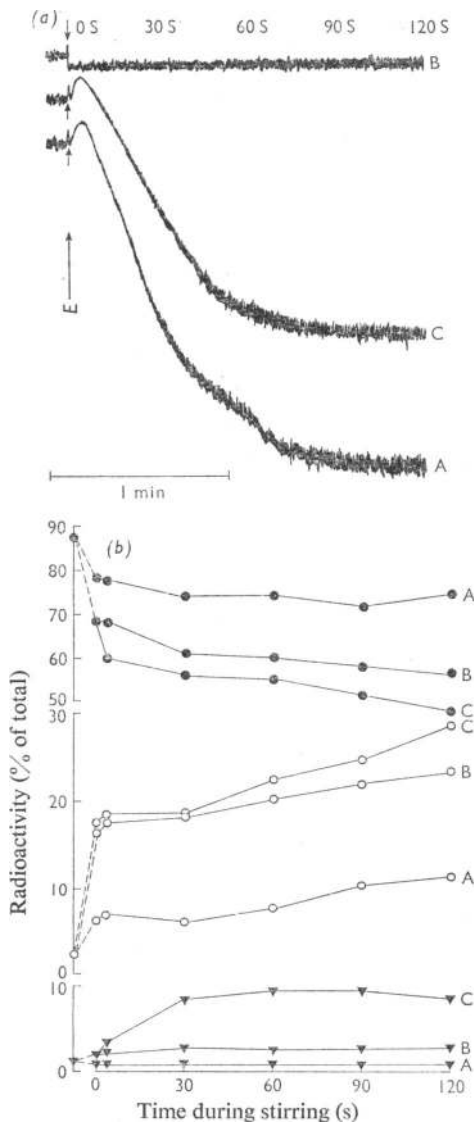 (a)
10 S 30 S 60 S 90 S 120 S
B
E
C
A
1 min
90
(b)
80
A
70
60
B
50
C
30
C
B
20
A
10
0
10
C
B
A
0
0 30 60 90 120
Radioactivity (% of total)
Time during stirring (s)